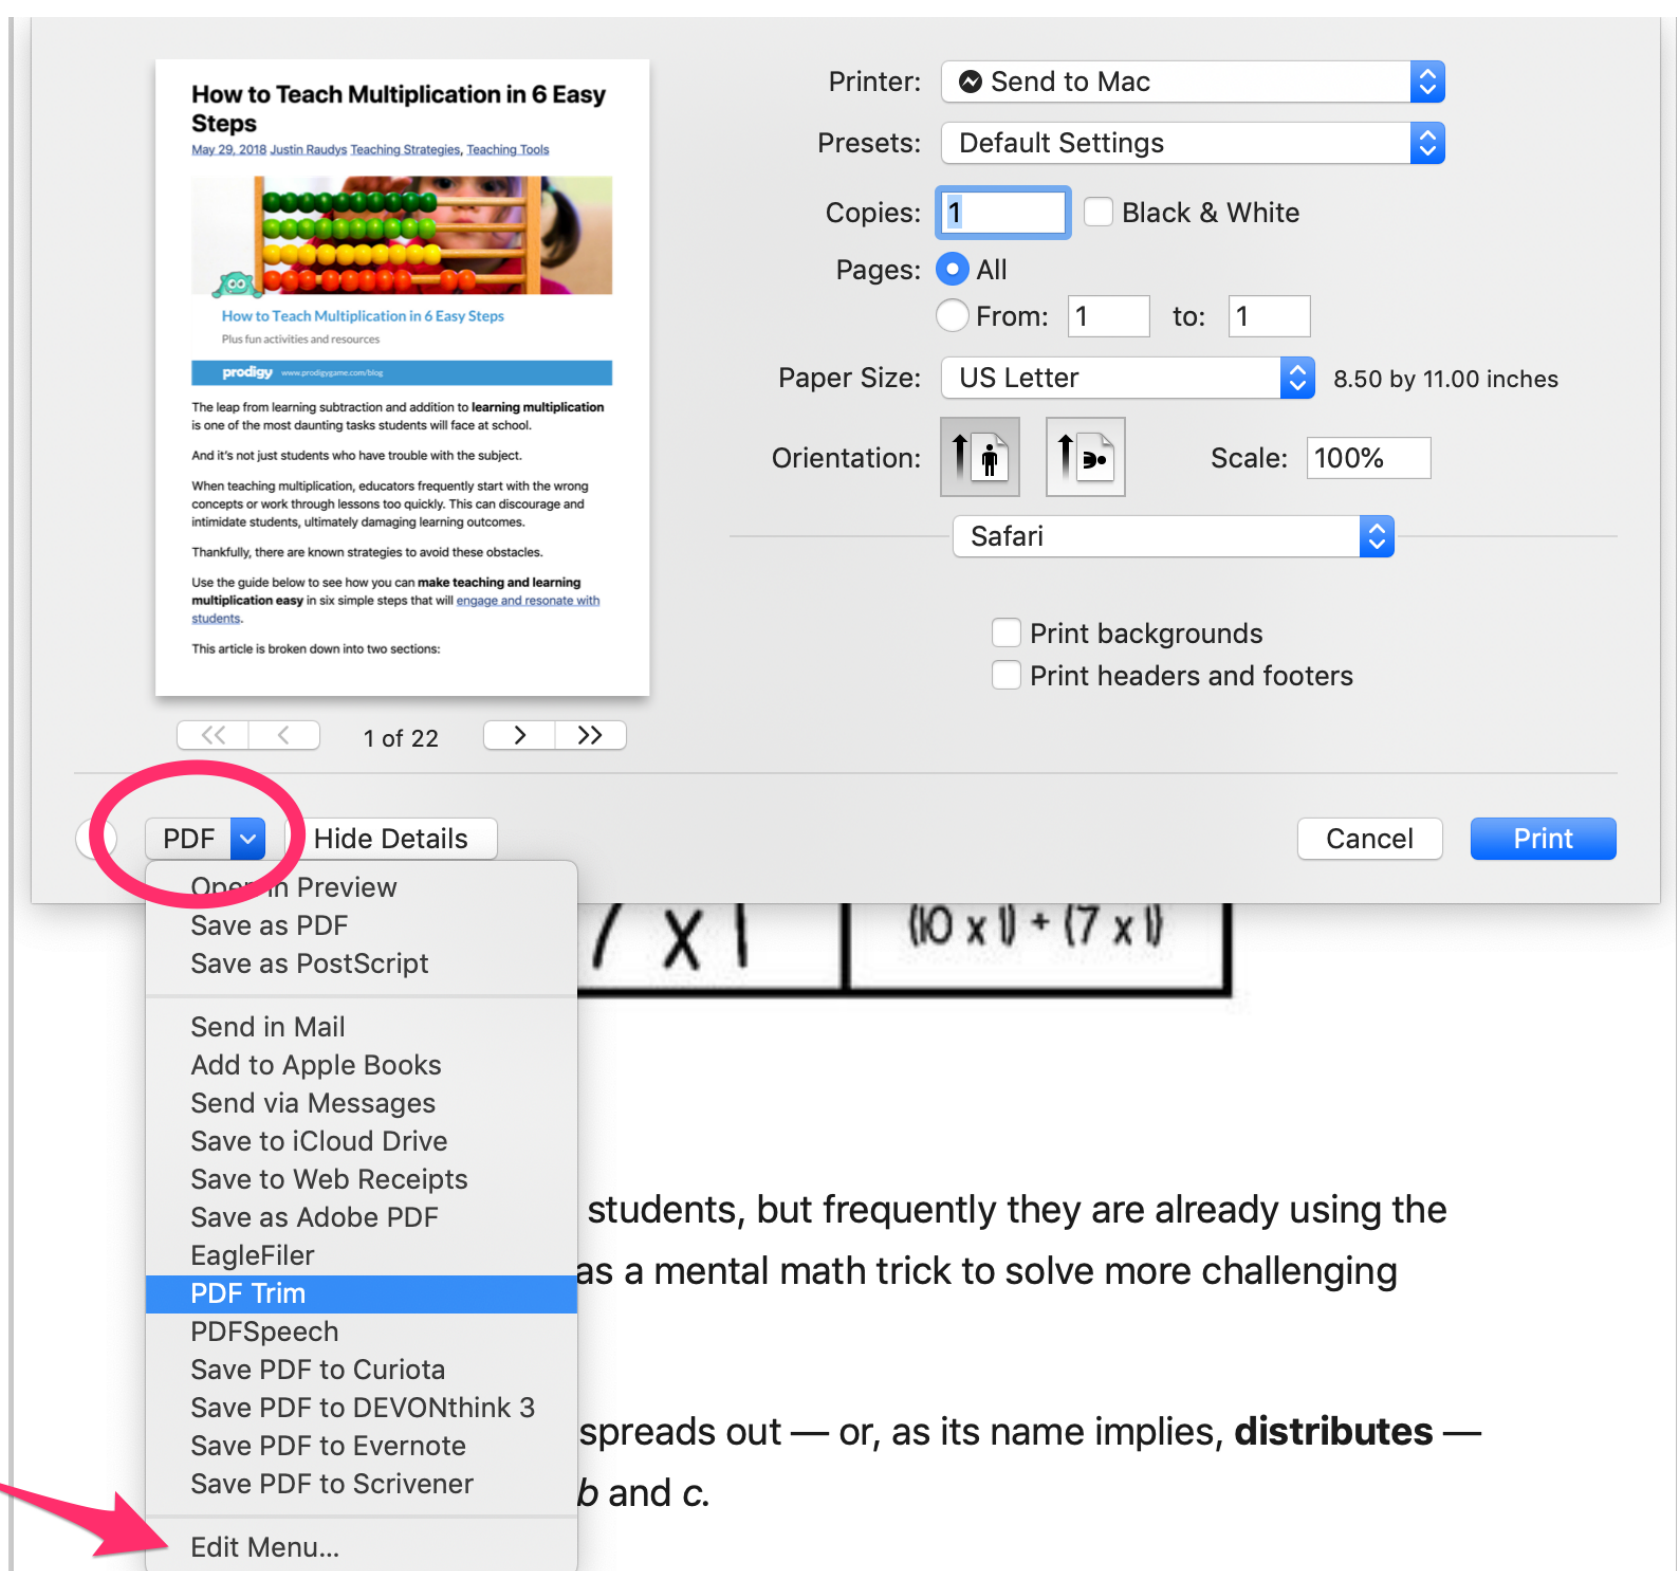 How to Teach Multiplication in 6 Easy
Steps
May 29, 2018 Justin Raudys Teaching Strategies, Teaching Tools
How to Teach Multiplication in 6 Easy Steps
Plus fun activities and resources
prodigy www.prodigygame.com/blog
The leap from learning subtraction and addition to learning multiplication
is one of the most daunting tasks students will face at school.
And it's not just students who have trouble with the subject.
When teaching multiplication, educators frequently start with the wrong
concepts or work through lessons too quickly. This can discourage and
intimidate students, ultimately damaging learning outcomes.
Thankfully, there are known strategies to avoid these obstacles.
Use the guide below to see how you can make teaching and learning
multiplication easy in six simple steps that will engage and resonate with
students.
This article is broken down into two sections:
<< < 1 of 22 > >>
Printer: Send to Mac
Presets: Default Settings
Copies: 1 Black & White
Pages: All
From: 1 to: 1
Paper Size: US Letter 8.50 by 11.00 inches
Orientation: Scale: 100%
Safari
Print backgrounds
Print headers and footers
PDF Hide Details Cancel Print
Open in Preview
Save as PDF
Save as PostScript
Send in Mail
Add to Apple Books
Send via Messages
Save to iCloud Drive
Save to Web Receipts
Save as Adobe PDF
EagleFiler
PDF Trim
PDFSpeech
Save PDF to Curiota
Save PDF to DEVONthink 3
Save PDF to Evernote
Save PDF to Scrivener
Edit Menu...
7 x 1 (10 x 1) + (7 x 1)
students, but frequently they are already using the
as a mental math trick to solve more challenging
spreads out — or, as its name implies, distributes —
b and c.